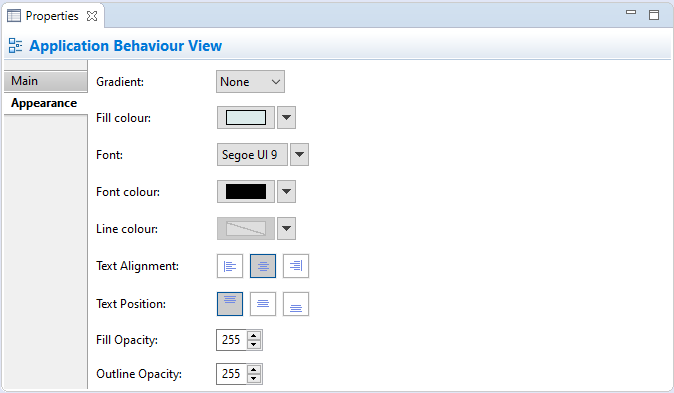 Properties
Application Behaviour View
Main
Appearance
Gradient: None
Fill colour:
Font: Segoe UI 9
Font colour:
Line colour:
Text Alignment:
Text Position:
Fill Opacity: 255
Outline Opacity: 255